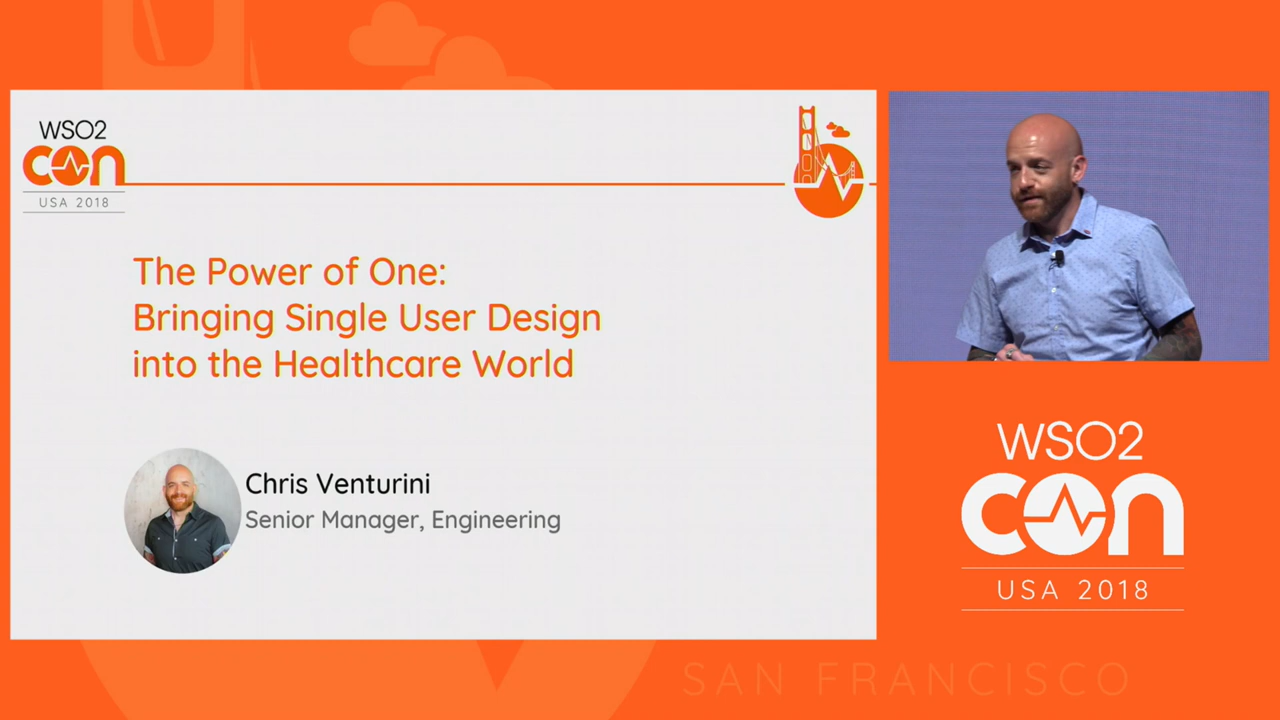 WSO2
con
USA 2018
The Power of One:
Bringing Single User Design
into the Healthcare World
Chris Venturini
Senior Manager, Engineering
WSO2
con
USA 2018
SAN FRANCISCO